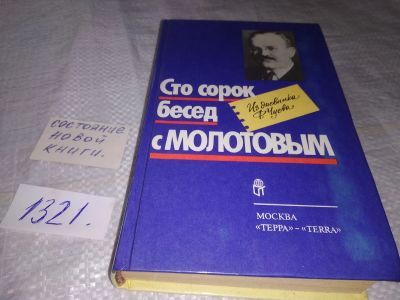 Сто сорок
бесед
с МОЛОТОВЫМ
Из дневника
Ф. Чуева
МОСКВА
«ТЕРРА» – «TERRA»
СОСТОЯНИЕ
НОВОЙ
КНИГИ.
1321.